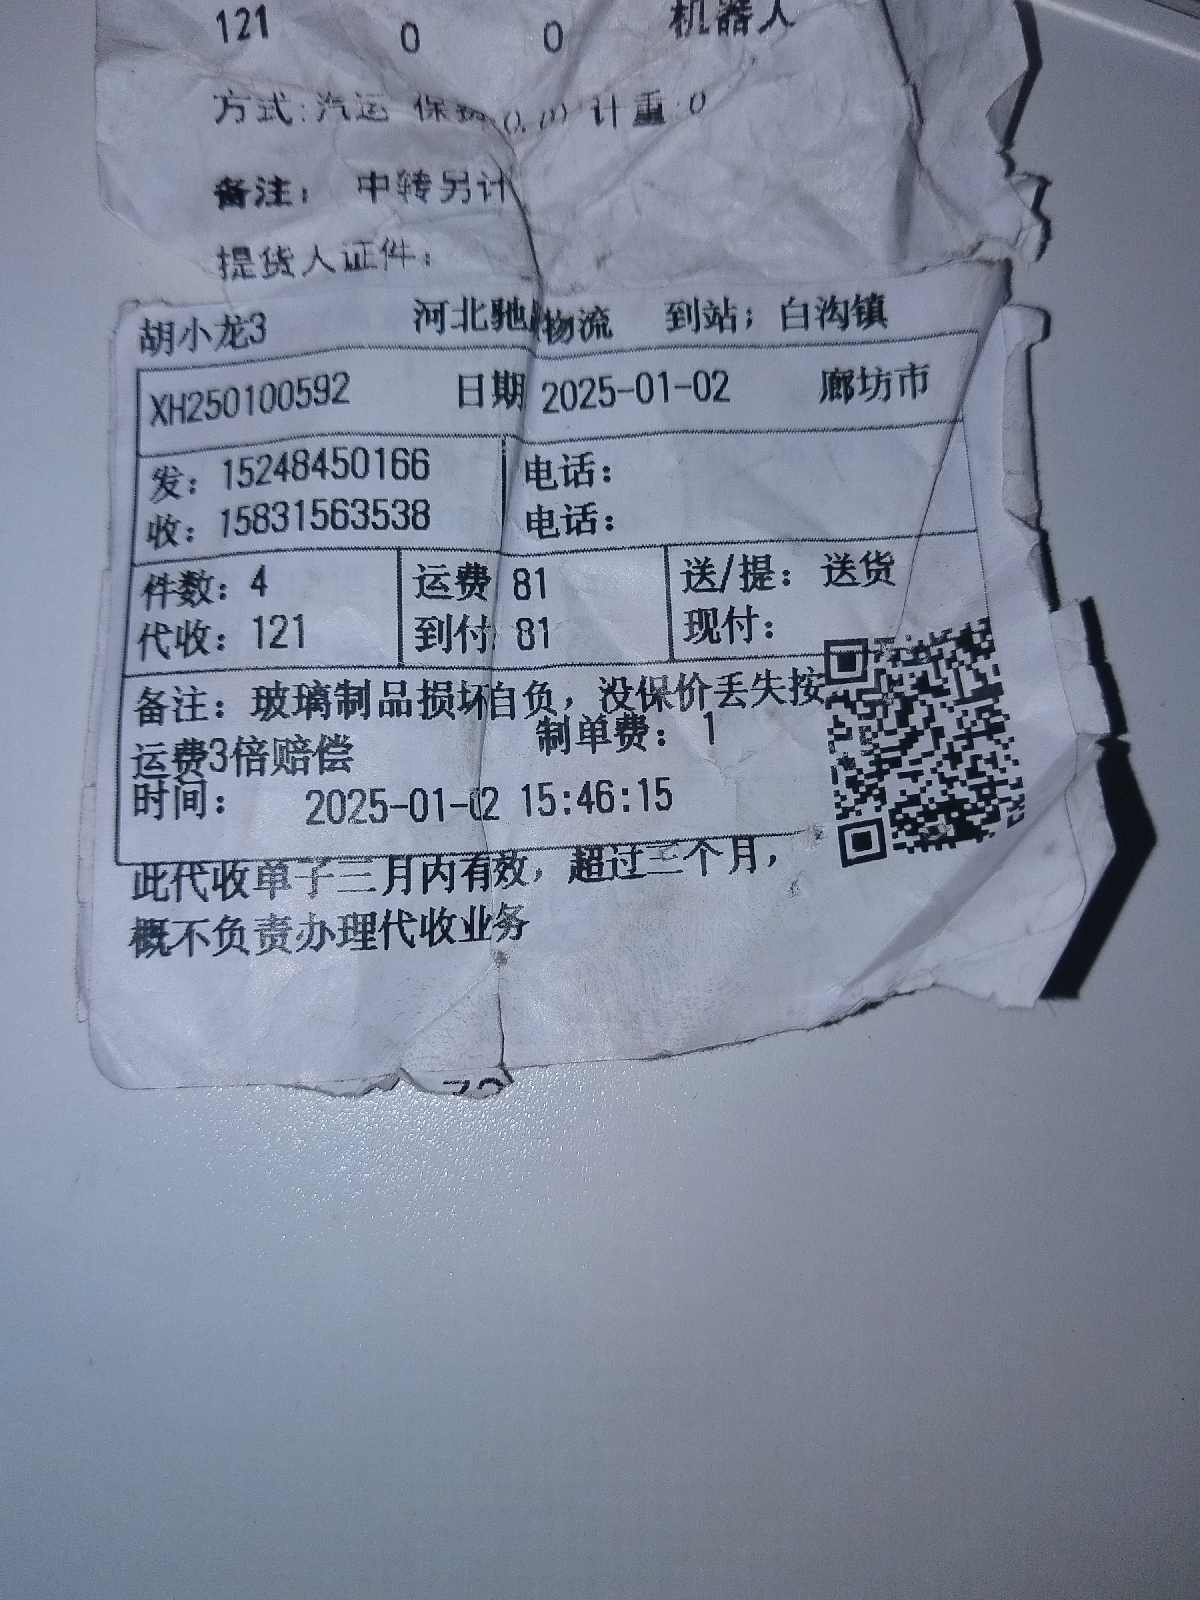 121 0 0 机器人
方式:汽运 保费 0.00 计重:0
备注: 中转另计
提货人证件:
胡小龙3 河北驰 物流 到站; 白沟镇
XH250100592 日期 2025-01-02 廊坊市
发: 15248450166 电话:
收: 15831563538 电话:
件数: 4 运费 81 送/提: 送货
代收: 121 到付: 81 现付:
备注: 玻璃制品损坏自负, 没保价丢失按
运费3倍赔偿 制单费: 1
时间: 2025-01-02 15:46:15
此代收单子三月内有效, 超过三个月,
概不负责办理代收业务